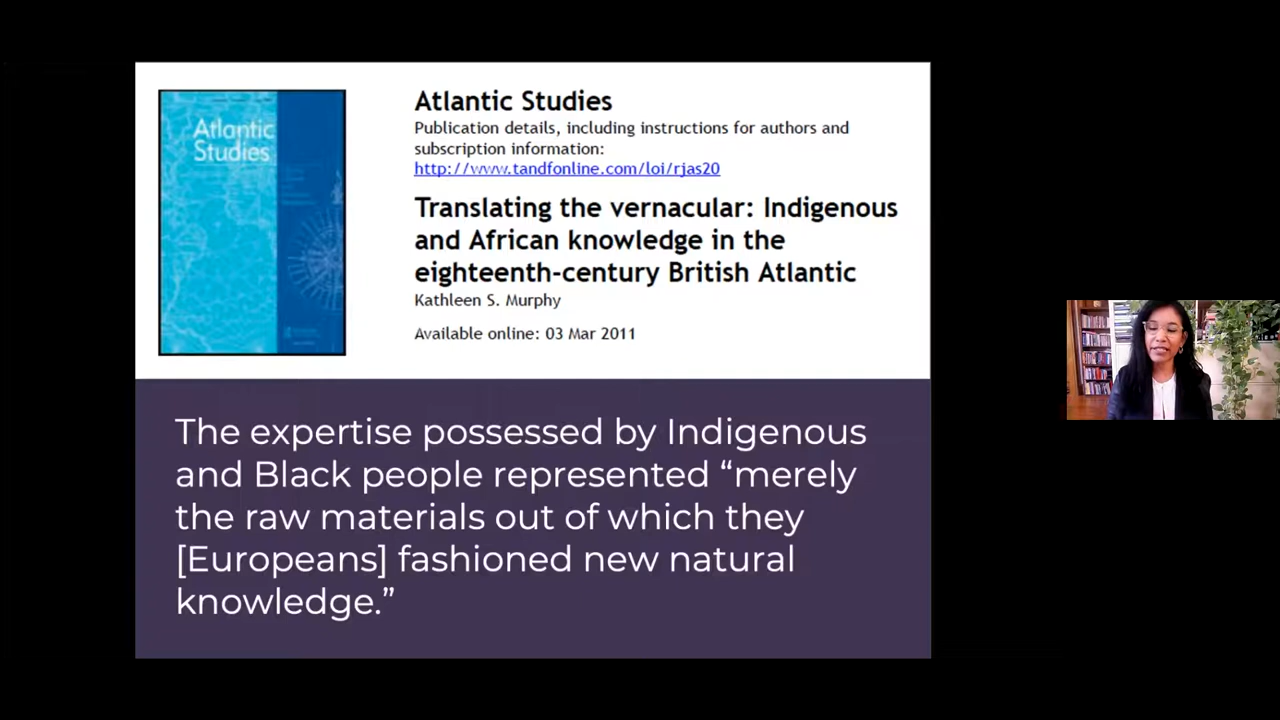 Atlantic
Studies
Atlantic Studies
Publication details, including instructions for authors and
subscription information:
http://www.tandfonline.com/loi/rjas20
Translating the vernacular: Indigenous
and African knowledge in the
eighteenth-century British Atlantic
Kathleen S. Murphy
Available online: 03 Mar 2011
The expertise possessed by Indigenous
and Black people represented “merely
the raw materials out of which they
[Europeans] fashioned new natural
knowledge.”